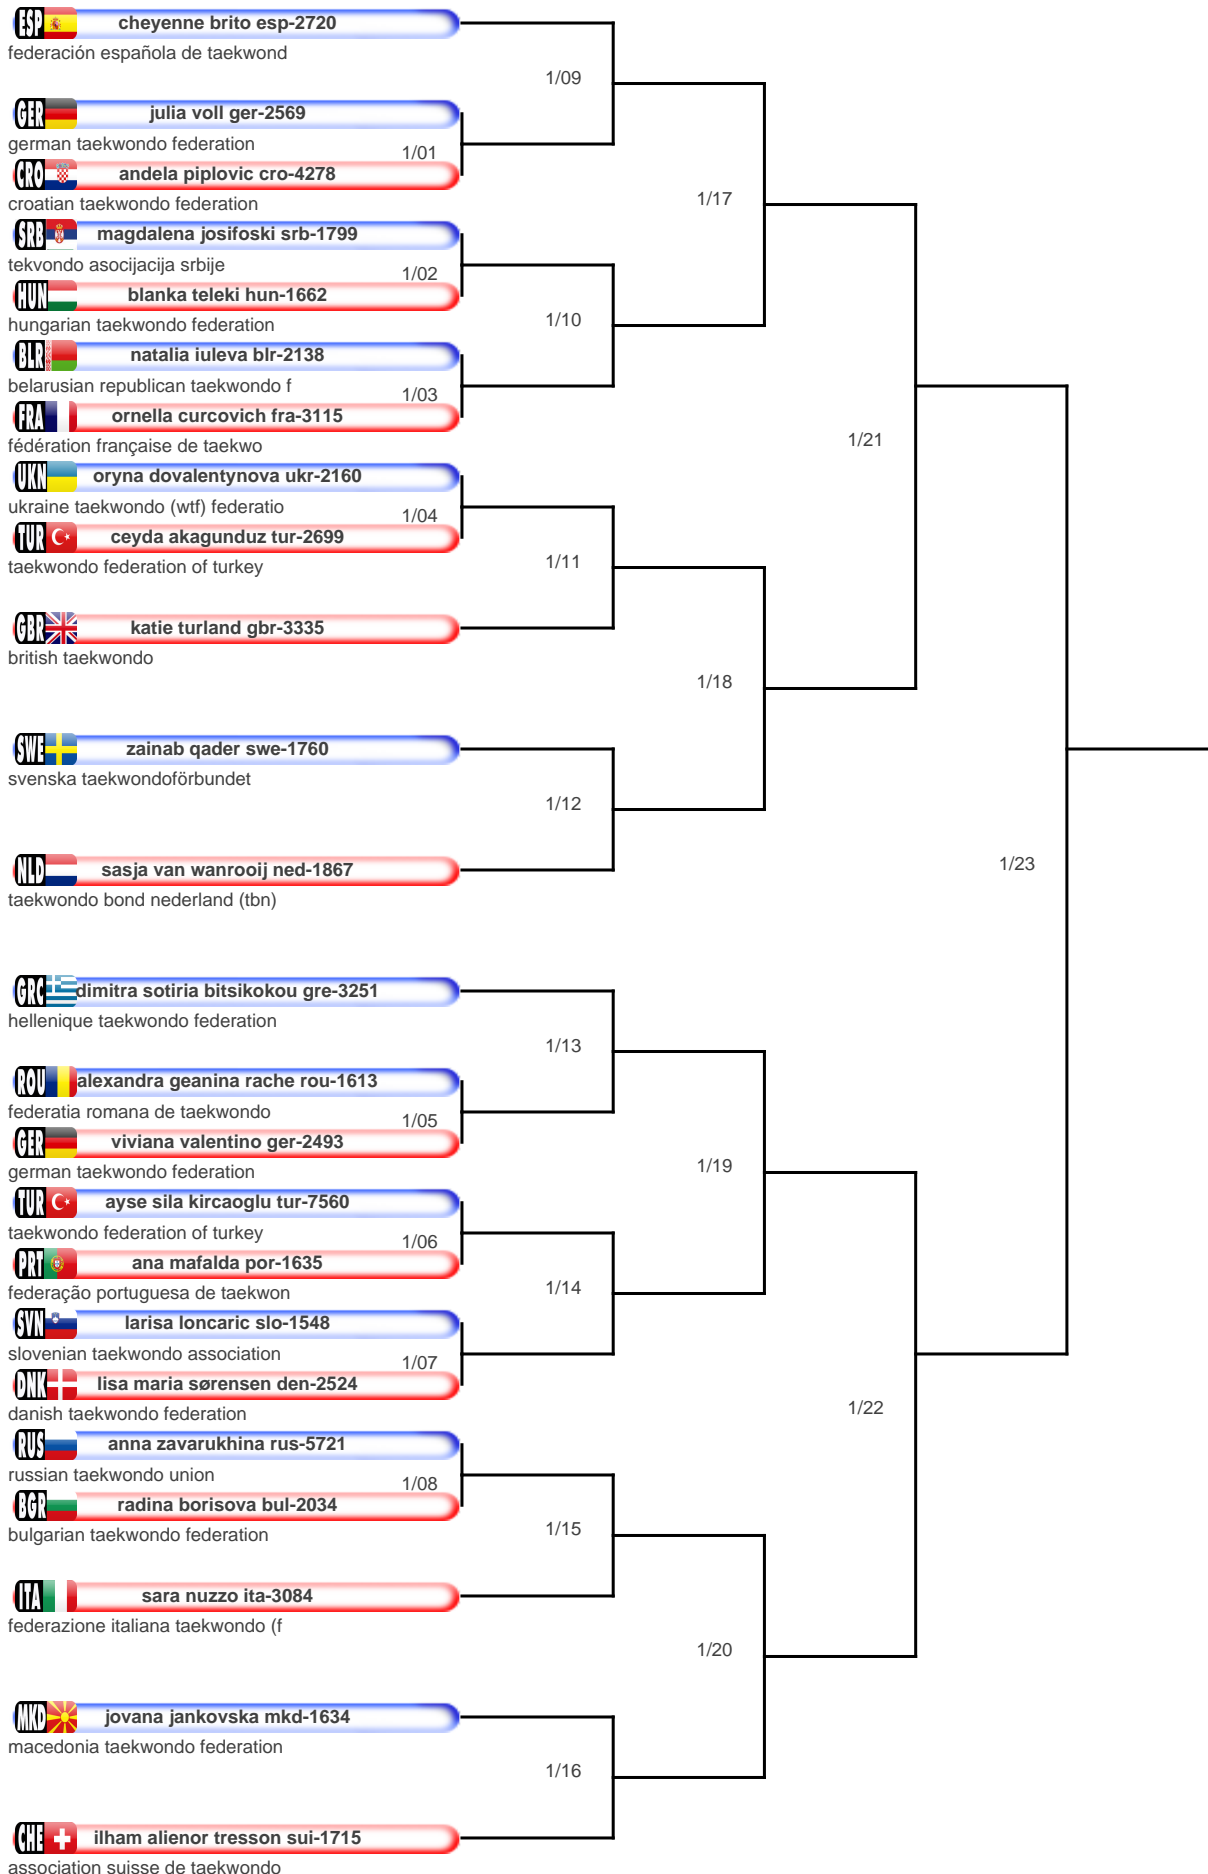 ESP cheyenne brito esp-2720
federación española de taekwond
1/09
GER julia voll ger-2569
german taekwondo federation
1/01
CRO andela piplovic cro-4278
croatian taekwondo federation
1/17
SRB magdalena josifoski srb-1799
tekvondo asocijacija srbije
1/02
HUN blanka teleki hun-1662
hungarian taekwondo federation
1/10
BLR natalia iuleva blr-2138
belarusian republican taekwondo f
1/03
FRA ornella curcovich fra-3115
fédération française de taekwo
1/21
UKN oryna dovalentynova ukr-2160
ukraine taekwondo (wtf) federatio
1/04
TUR ceyda akagunduz tur-2699
taekwondo federation of turkey
1/11
GBR katie turland gbr-3335
british taekwondo
1/18
SWE zainab qader swe-1760
svenska taekwondoförbundet
1/12
NLD sasja van wanrooij ned-1867
taekwondo bond nederland (tbn)
1/23
GRC dimitra sotiria bitsikokou gre-3251
hellenique taekwondo federation
1/13
ROU alexandra geanina rache rou-1613
federatia romana de taekwondo
1/05
GER viviana valentino ger-2493
german taekwondo federation
1/19
TUR ayse sila kircaoglu tur-7560
taekwondo federation of turkey
1/06
PRT ana mafalda por-1635
federação portuguesa de taekwon
1/14
SVN larisa loncaric slo-1548
slovenian taekwondo association
1/07
DNK lisa maria sørensen den-2524
danish taekwondo federation
1/22
RUS anna zavarukhina rus-5721
russian taekwondo union
1/08
BGR radina borisova bul-2034
bulgarian taekwondo federation
1/15
ITA sara nuzzo ita-3084
federazione italiana taekwondo (f
1/20
MKD jovana jankovska mkd-1634
macedonia taekwondo federation
1/16
CHE ilham alienor tresson sui-1715
association suisse de taekwondo